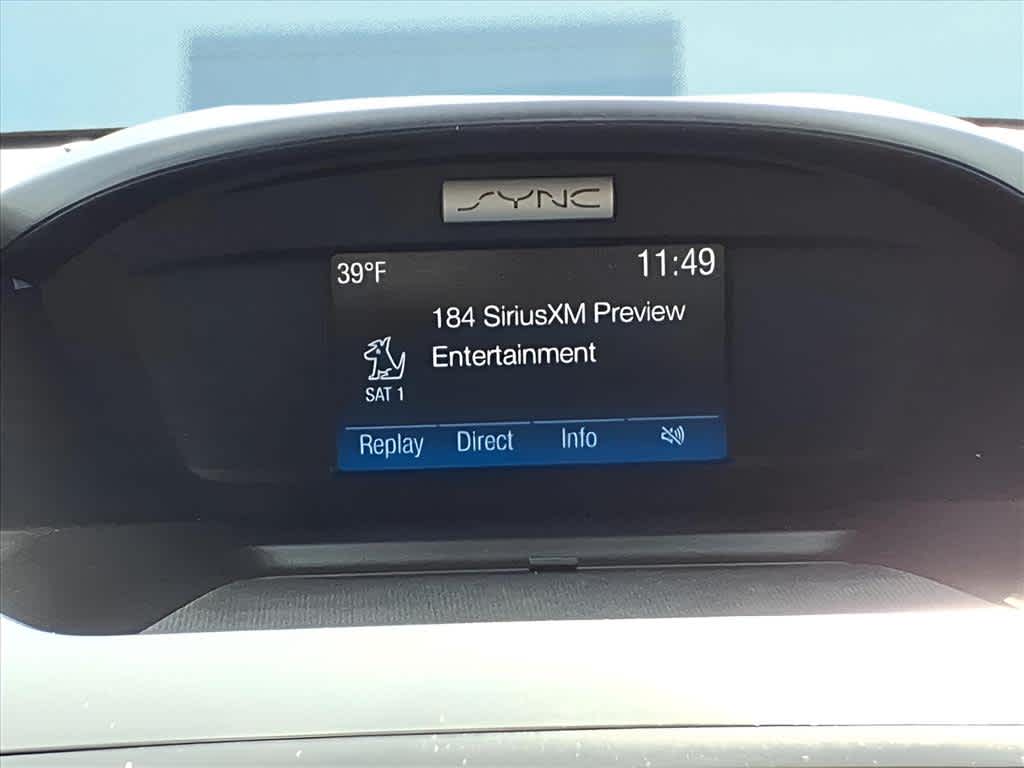 SYNC
39°F
11:49
184 SiriusXM Preview
Entertainment
SAT 1
Replay Direct Info